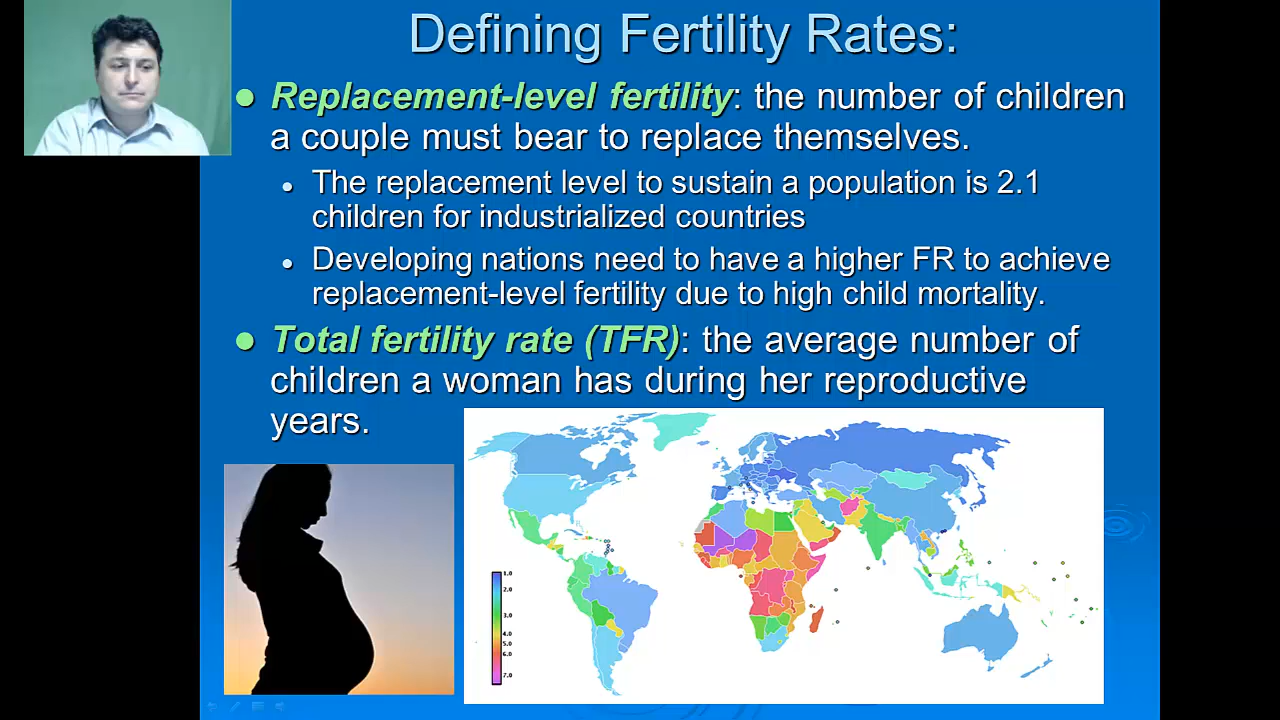 Defining Fertility Rates:
Replacement-level fertility: the number of children
a couple must bear to replace themselves.
The replacement level to sustain a population is 2.1
children for industrialized countries
Developing nations need to have a higher FR to achieve
replacement-level fertility due to high child mortality.
Total fertility rate (TFR): the average number of
children a woman has during her reproductive
years.
1.0
2.0
3.0
4.0
5.0
6.0
7.0